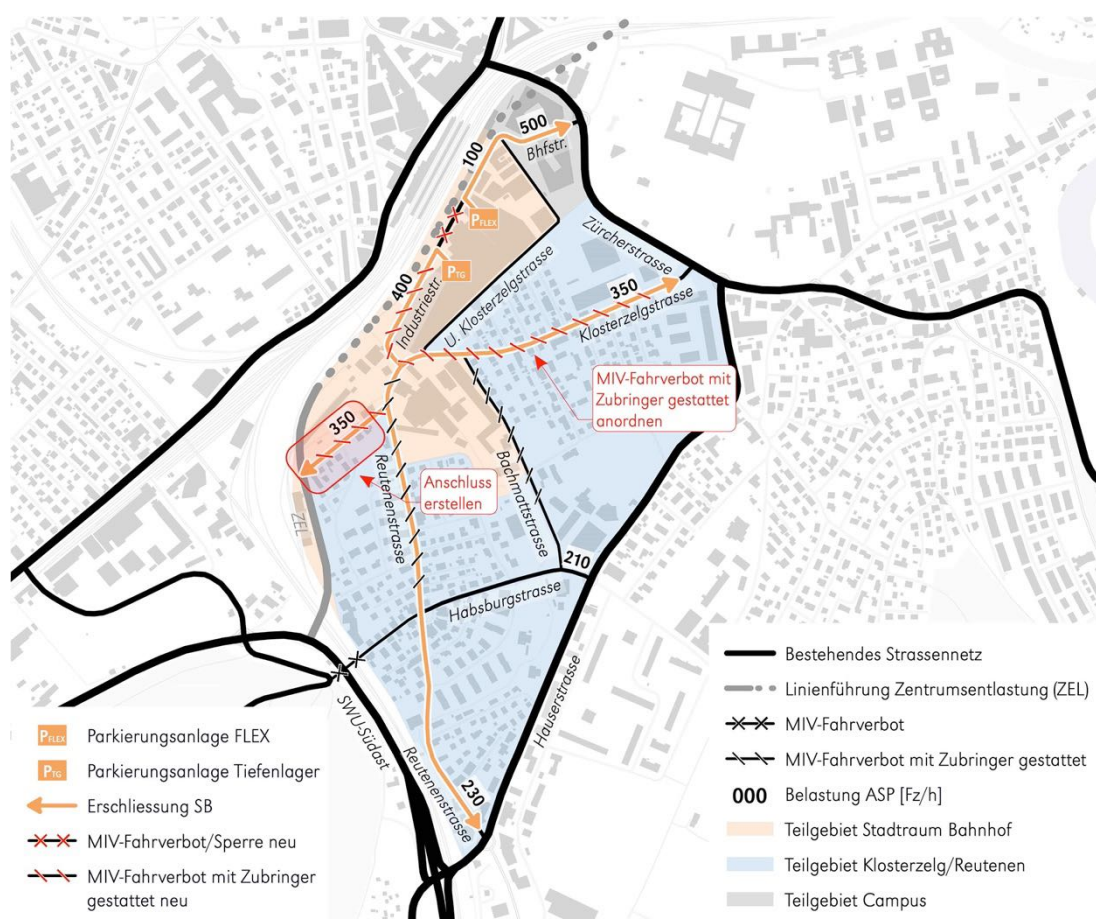 500
Bhfstr.
100
PFLEX
PTG
400
Industriestr.
U. Klosterzelgstrasse
Zürcherstrasse
350
Klosterzelgstrasse
MIV-Fahrverbot mit
Zubringer gestattet
anordnen
350
Reutenenstrasse
Anschluss
erstellen
Bachmattstrasse
ZEL
210
Habsburgstrasse
SWU-Südast
Reutenenstrasse
230
Hauserstrasse
PFLEX Parkierungsanlage FLEX
PTG Parkierungsanlage Tiefenlager
Erschliessung SB
MIV-Fahrverbot/Sperre neu
MIV-Fahrverbot mit Zubringer
gestattet neu
Bestehendes Strassennetz
Linienführung Zentrumsentlastung (ZEL)
MIV-Fahrverbot
MIV-Fahrverbot mit Zubringer gestattet
000 Belastung ASP [Fz/h]
Teilgebiet Stadtraum Bahnhof
Teilgebiet Klosterzelg/Reutenen
Teilgebiet Campus